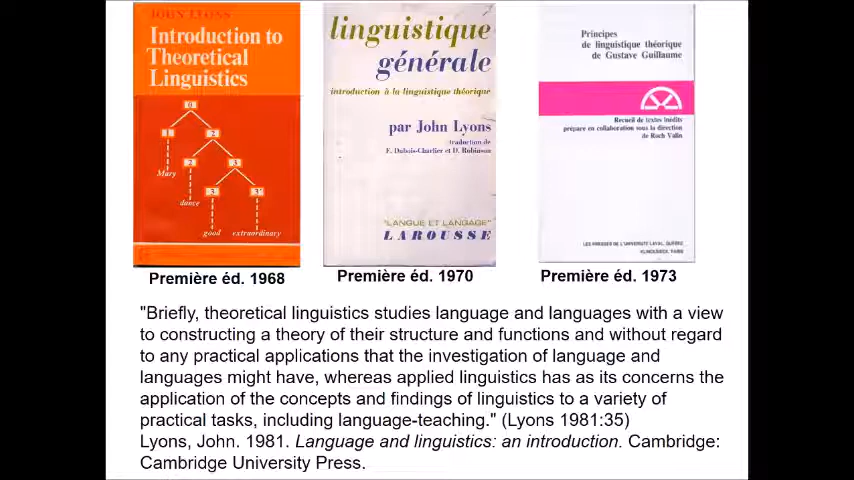 JOHN LYONS
Introduction to
Theoretical
Linguistics
0
1
2
2
3
3
3'
Mary
dance
good
extraordinary
Première éd. 1968
linguistique
générale
introduction à la linguistique théorique
par John Lyons
traduction de
F. Dubois-Charlier et D. Robinson
"LANGUE ET LANGAGE"
LAROUSSE
Première éd. 1970
Principes
de linguistique théorique
de Gustave Guillaume
Recueil de textes inédits
préparé en collaboration sous la direction
de Roch Valin
LES PRESSES DE L'UNIVERSITÉ LAVAL, QUÉBEC
KLINCKSIECK, PARIS
Première éd. 1973
"Briefly, theoretical linguistics studies language and languages with a view
to constructing a theory of their structure and functions and without regard
to any practical applications that the investigation of language and
languages might have, whereas applied linguistics has as its concerns the
application of the concepts and findings of linguistics to a variety of
practical tasks, including language-teaching." (Lyons 1981:35)
Lyons, John. 1981. Language and linguistics: an introduction. Cambridge:
Cambridge University Press.